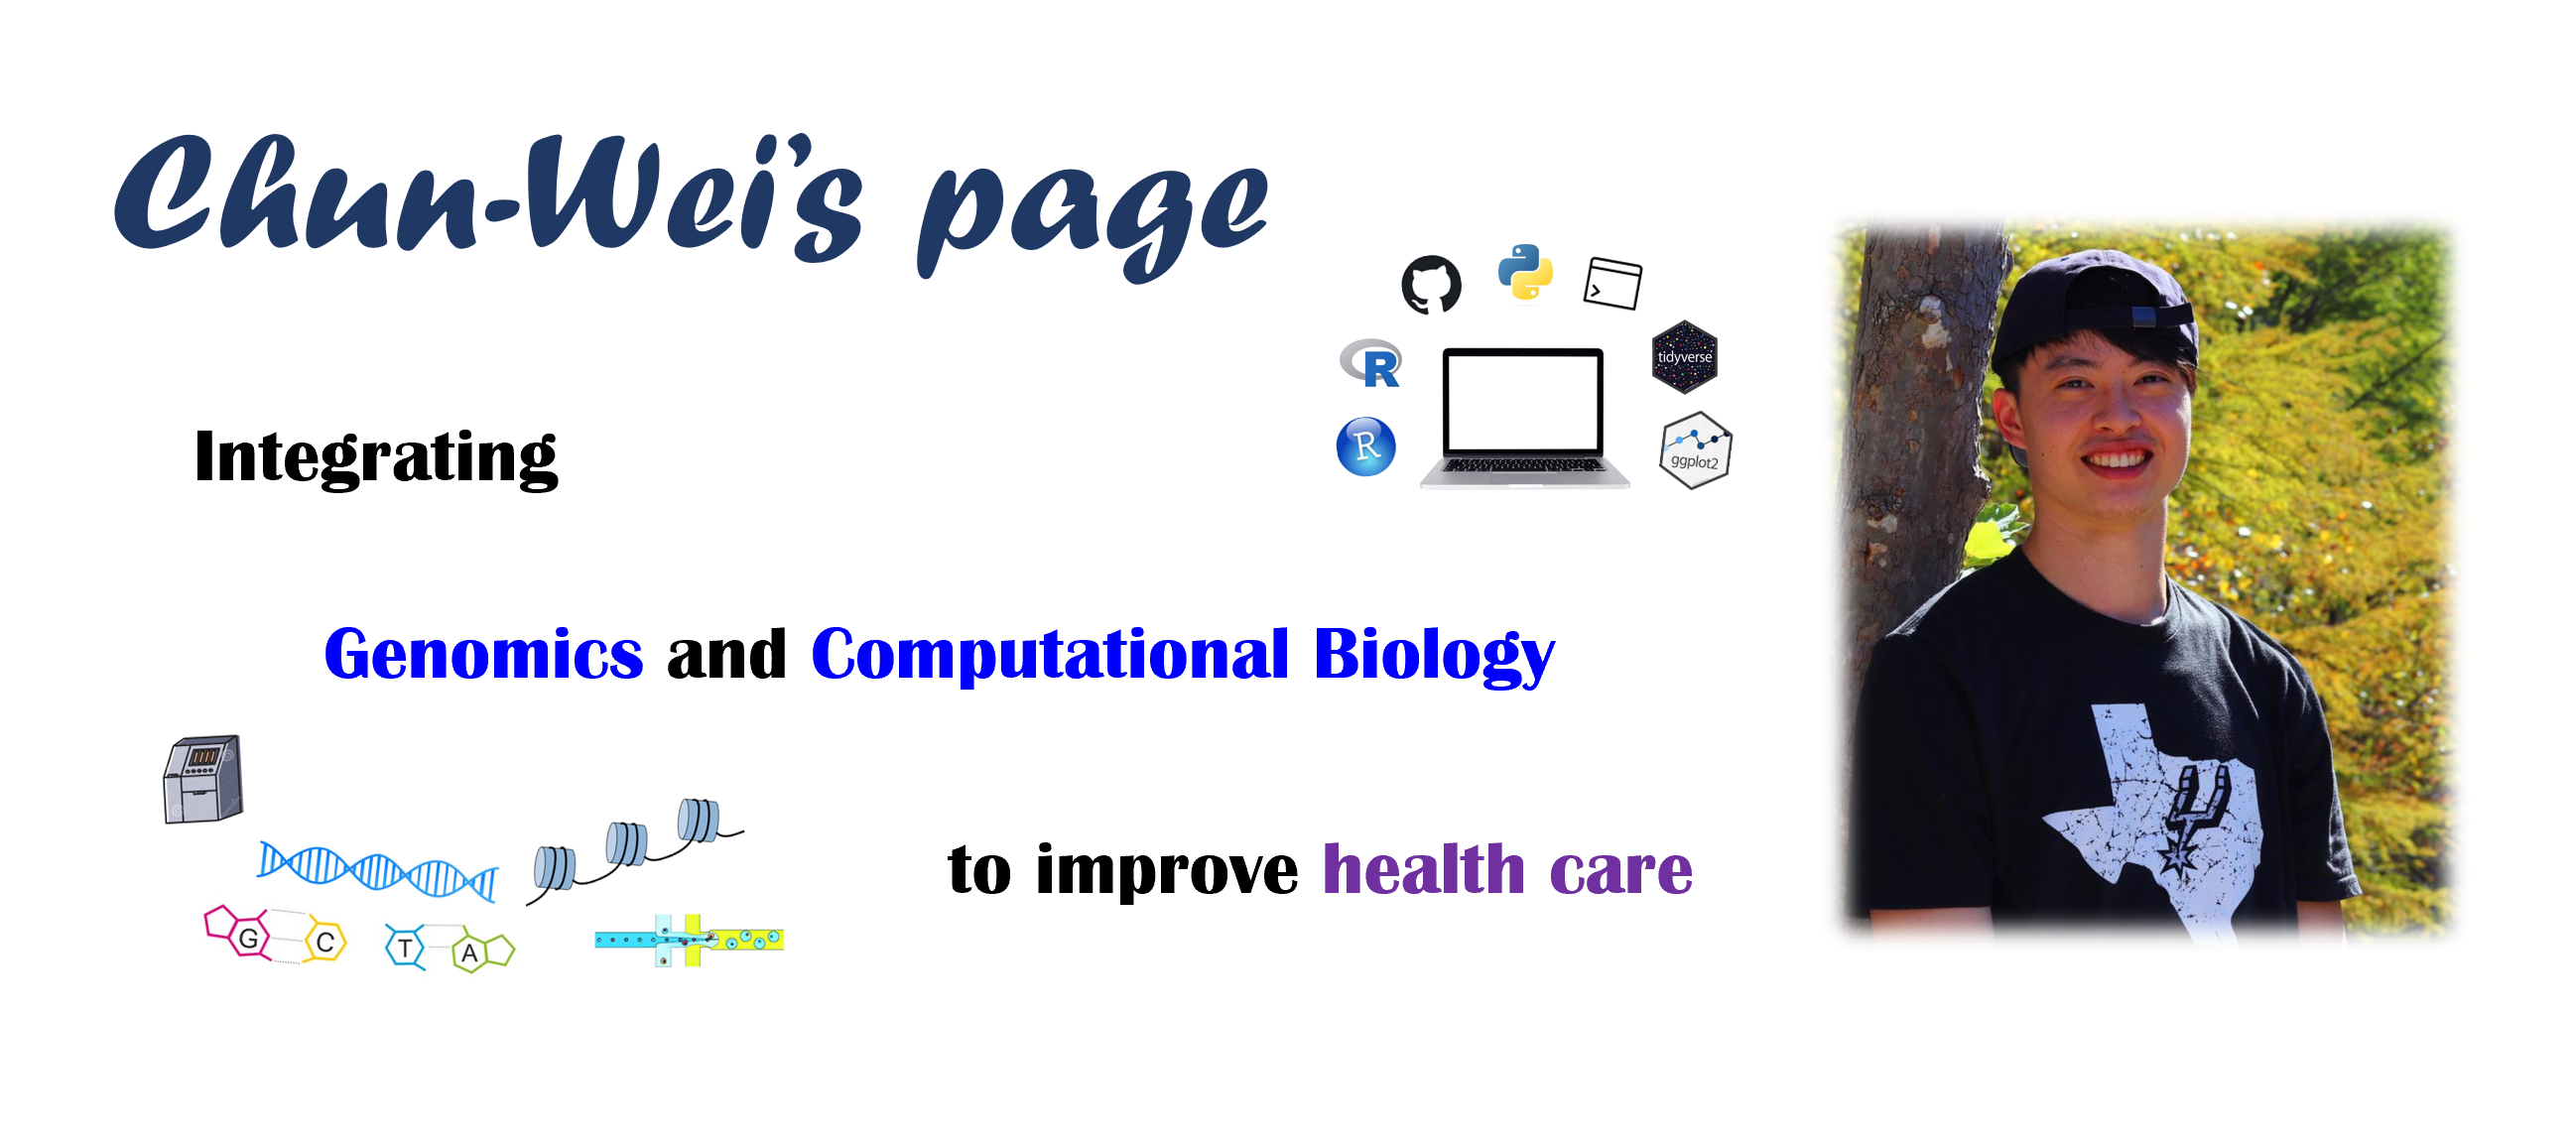 Chun-Wei’s page
R
tidyverse
R
ggplot2
Integrating
Genomics and Computational Biology
to improve health care
G C T A